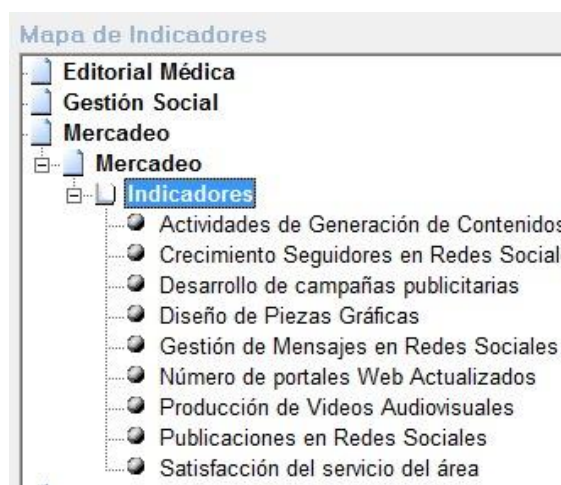 Mapa de Indicadores
Editorial Médica
Gestión Social
Mercadeo
Mercadeo
Indicadores
Actividades de Generación de Contenidos
Crecimiento Seguidores en Redes Social
Desarrollo de campañas publicitarias
Diseño de Piezas Gráficas
Gestión de Mensajes en Redes Sociales
Número de portales Web Actualizados
Producción de Videos Audiovisuales
Publicaciones en Redes Sociales
Satisfacción del servicio del área